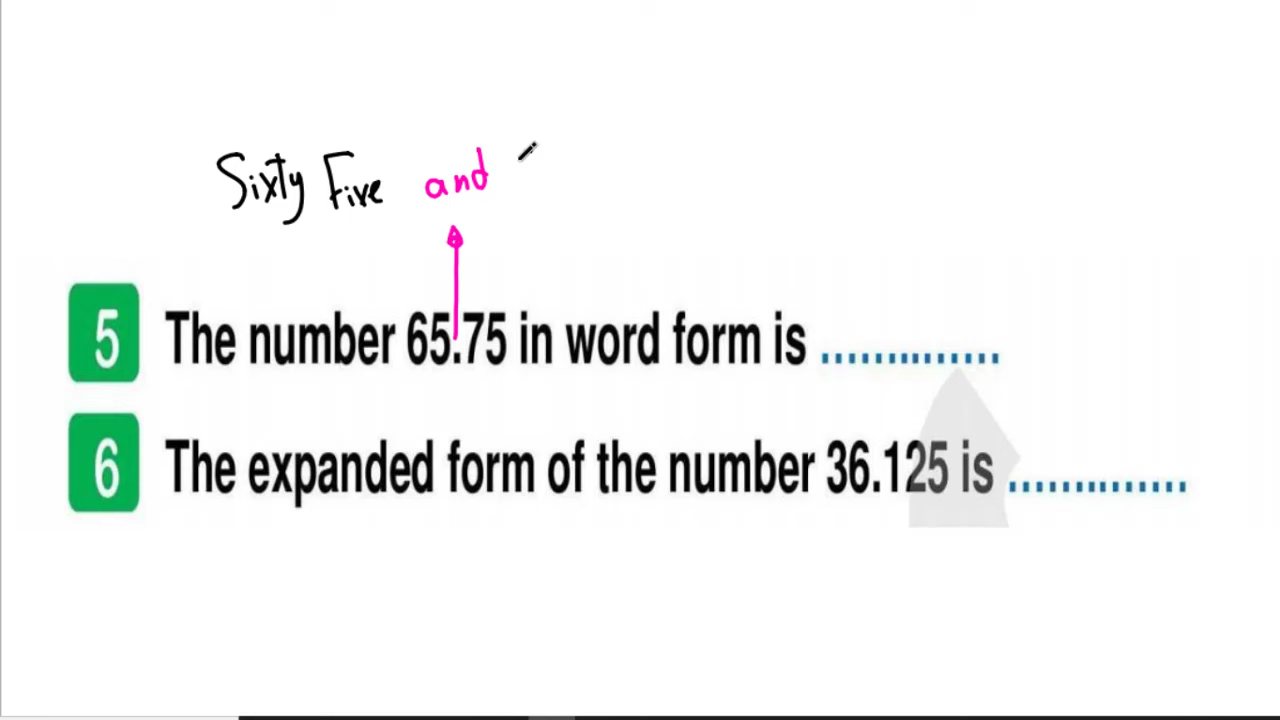 Sixty Five and
5 The number 65.75 in word form is ..............
6 The expanded form of the number 36.125 is ..............